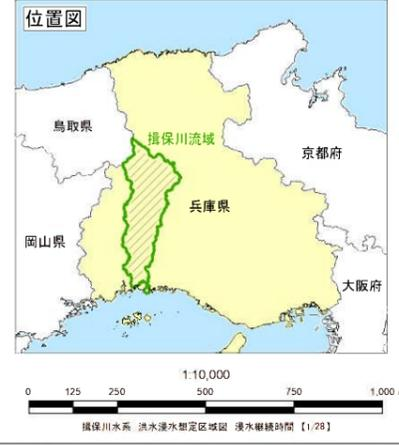 位置図
鳥取県
揖保川流域
京都府
兵庫県
岡山県
大阪府
1:10,000
0 125 250 500 750 1,000
揖保川水系 洪水浸水想定区域図 浸水継続時間 【1/28】